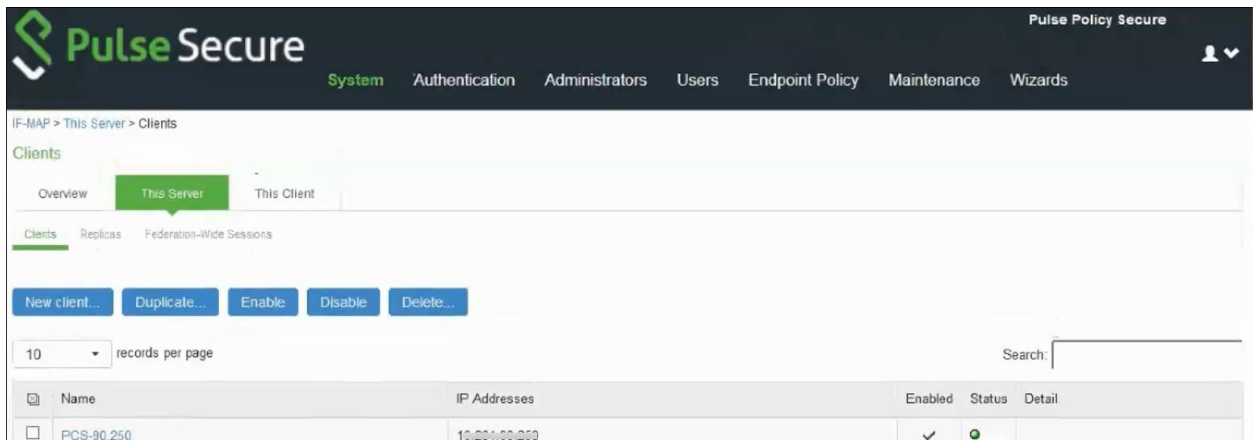 Pulse Policy Secure
Pulse Secure
System Authentication Administrators Users Endpoint Policy Maintenance Wizards
IF-MAP > This Server > Clients
Clients
Overview This Server This Client
Clients Replicas Federation-Wide Sessions
New client... Duplicate... Enable Disable Delete...
10 records per page Search:
Name IP Addresses Enabled Status Detail
PCS-90.250